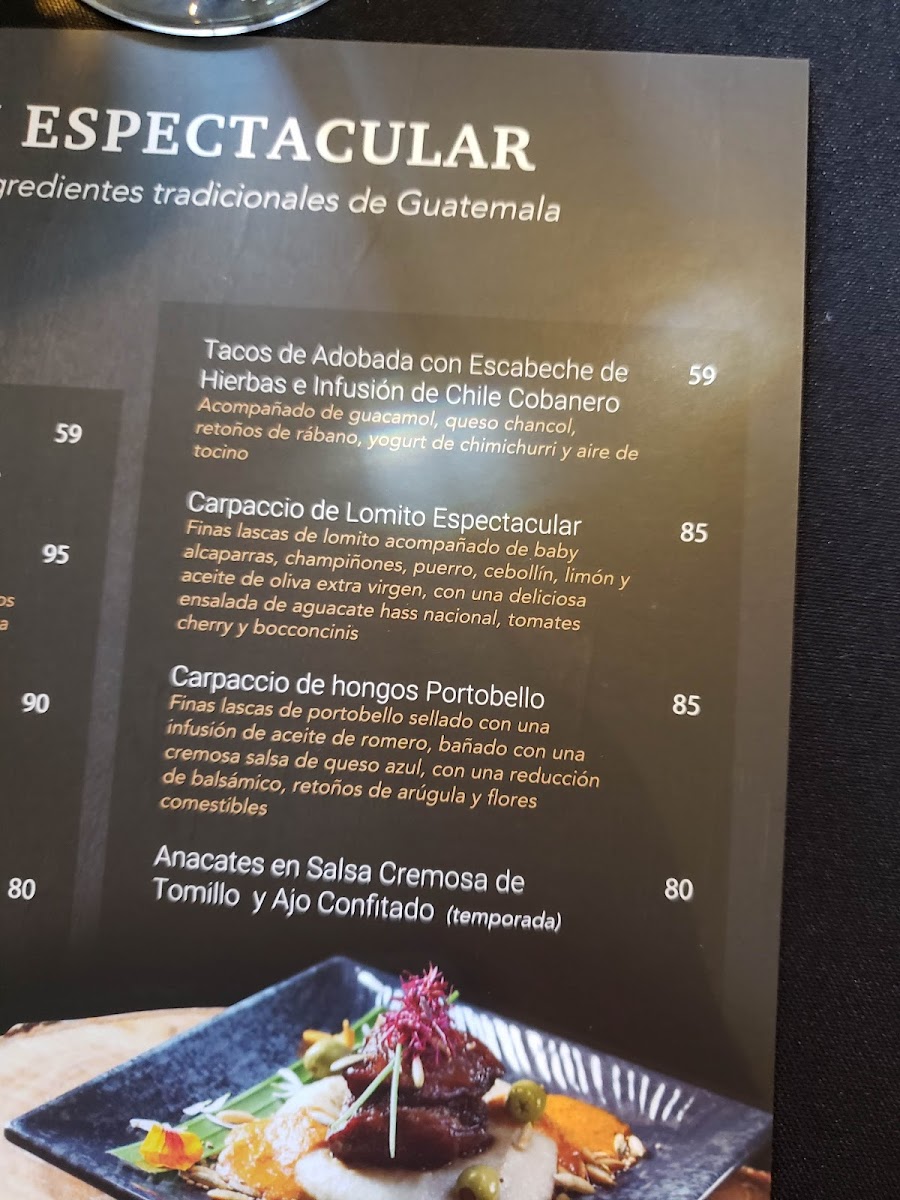 ESPECTACULAR
tradicionales de Guatemala
59
95
90
80
Tacos de Adobada con Escabeche de 59
Hierbas e Infusión de Chile Cobanero
Acompañado de guacamol, queso chancol,
retoños de rábano, yogurt de chimichurri y aire de
tocino
Carpaccio de Lomito Espectacular 85
Finas lascas de lomito acompañado de baby
alcaparras, champiñones, puerro, cebollín, limón y
aceite de oliva extra virgen, con una deliciosa
ensalada de aguacate hass nacional, tomates
cherry y bocconcinis
Carpaccio de hongos Portobello 85
Finas lascas de portobello sellado con una
infusión de aceite de romero, bañado con una
cremosa salsa de queso azul, con una reducción
de balsámico, retoños de arúgula y flores
comestibles
Anacates en Salsa Cremosa de 80
Tomillo y Ajo Confitado (temporada)